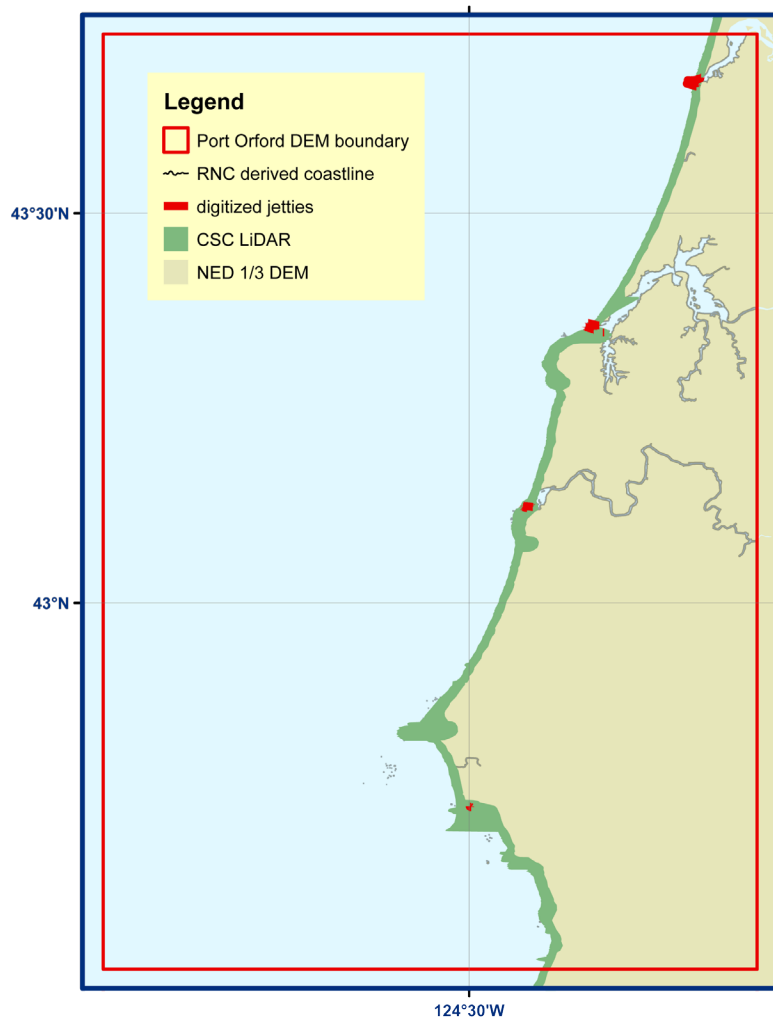 Legend
Port Orford DEM boundary
RNC derived coastline
digitized jetties
CSC LiDAR
NED 1/3 DEM
43°30'N
43°N
124°30'W